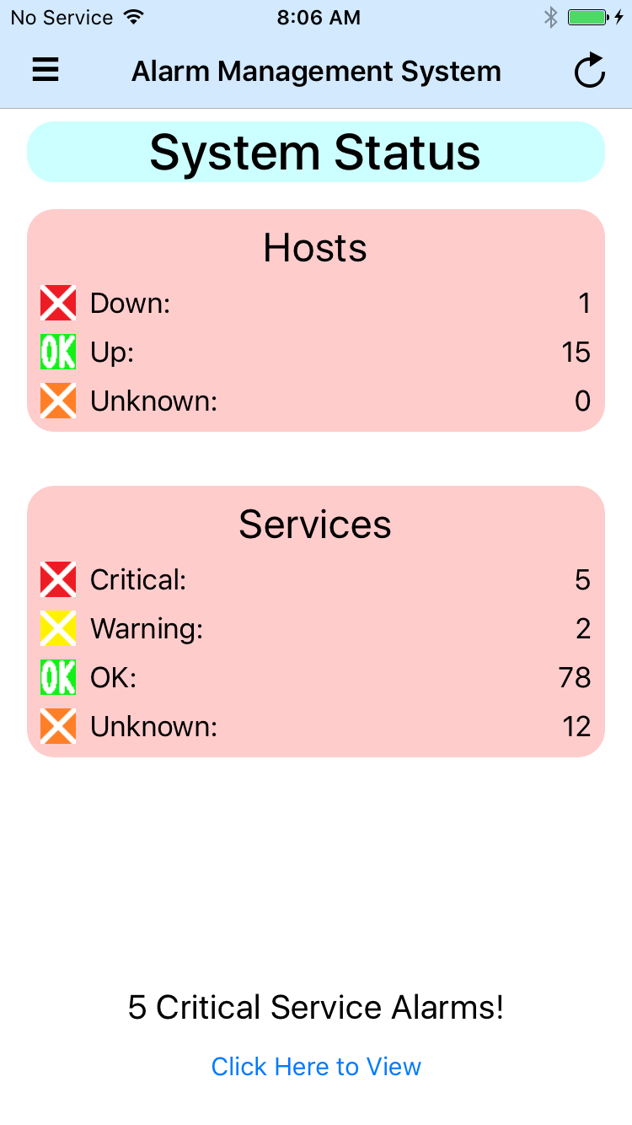 No Service 8:06 AM
Alarm Management System
System Status
Hosts
Down: 1
OK Up: 15
Unknown: 0
Services
Critical: 5
Warning: 2
OK OK: 78
Unknown: 12
5 Critical Service Alarms!
Click Here to View